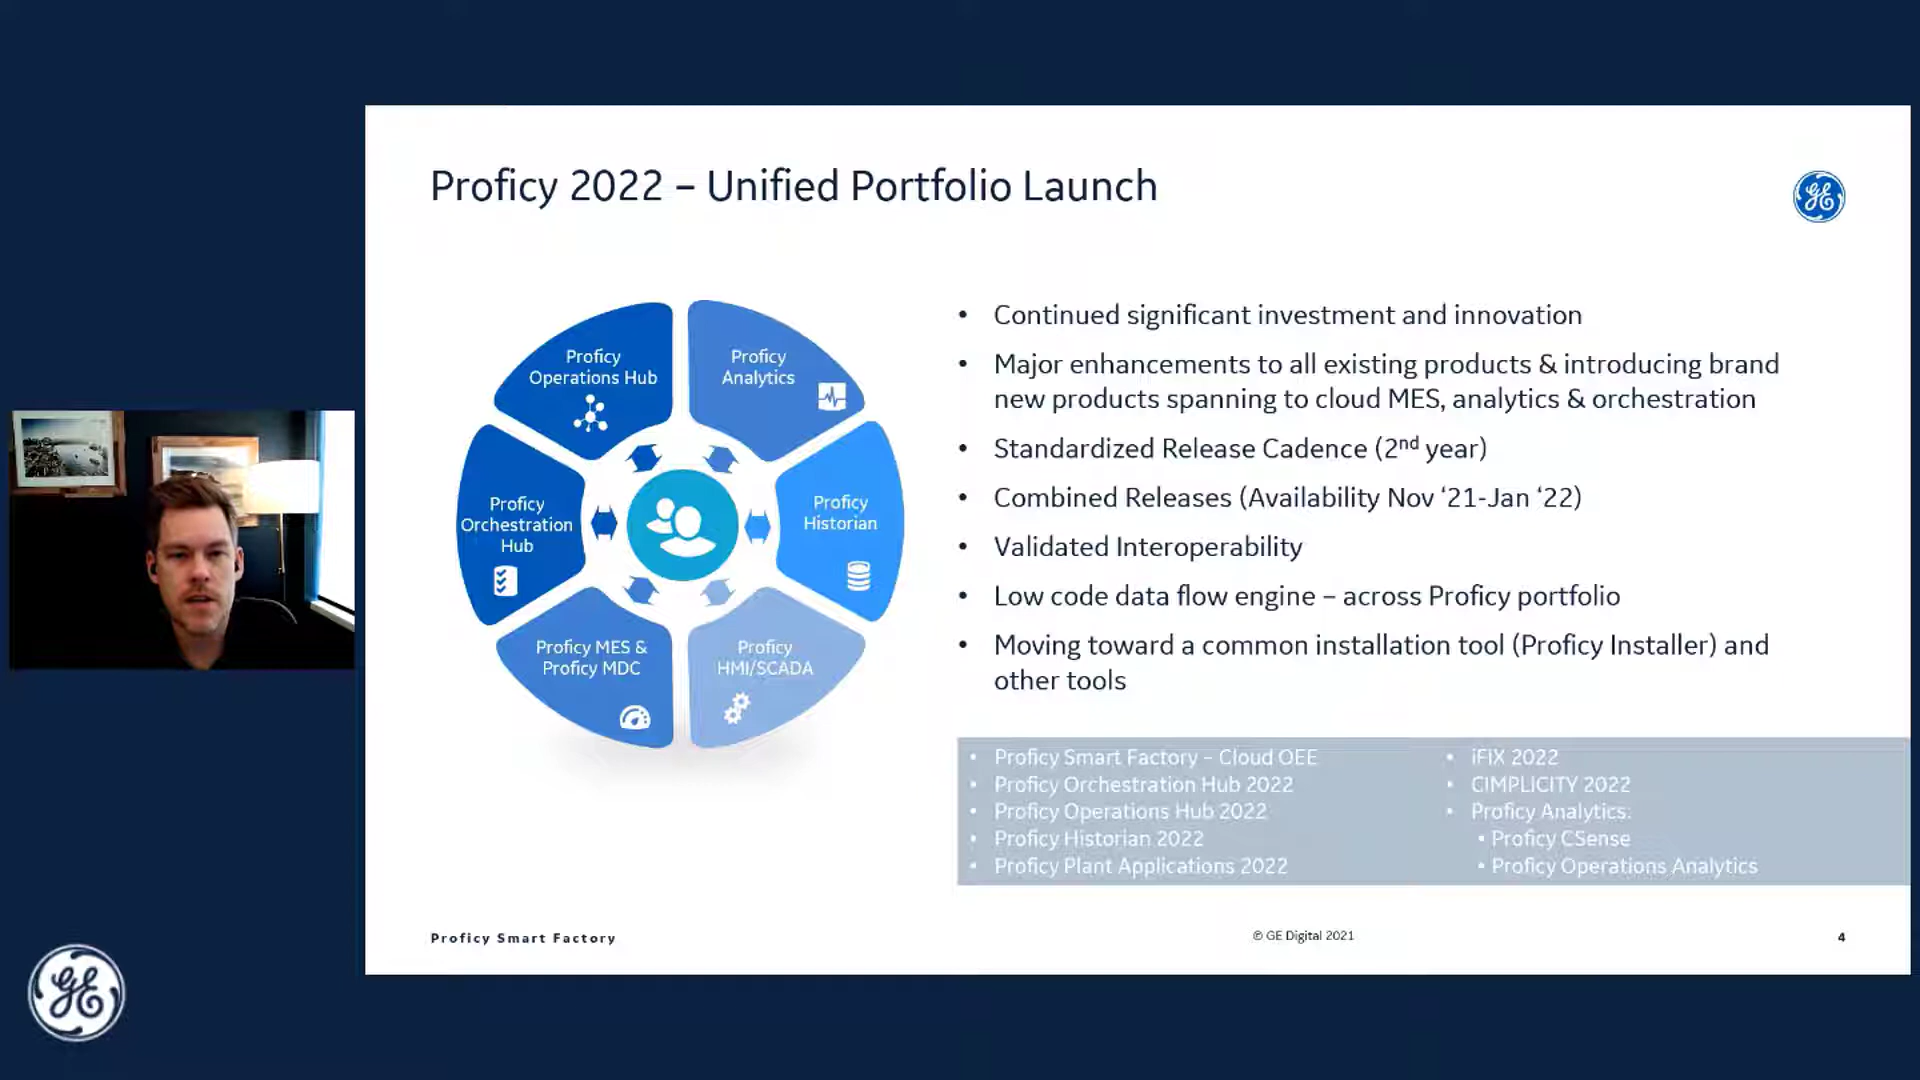 Proficy 2022 – Unified Portfolio Launch
GE
Proficy
Operations Hub
Proficy
Analytics
Proficy
Orchestration
Hub
Proficy
Historian
Proficy MES &
Proficy MDC
Proficy
HMI/SCADA
• Continued significant investment and innovation
• Major enhancements to all existing products & introducing brand
new products spanning to cloud MES, analytics & orchestration
• Standardized Release Cadence (2nd year)
• Combined Releases (Availability Nov ‘21-Jan ‘22)
• Validated Interoperability
• Low code data flow engine – across Proficy portfolio
• Moving toward a common installation tool (Proficy Installer) and
other tools
• Proficy Smart Factory – Cloud OEE
• Proficy Orchestration Hub 2022
• Proficy Operations Hub 2022
• Proficy Historian 2022
• Proficy Plant Applications 2022
• iFIX 2022
• CIMPLICITY 2022
• Proficy Analytics:
• Proficy CSense
• Proficy Operations Analytics
Proficy Smart Factory
© GE Digital 2021
4
GE